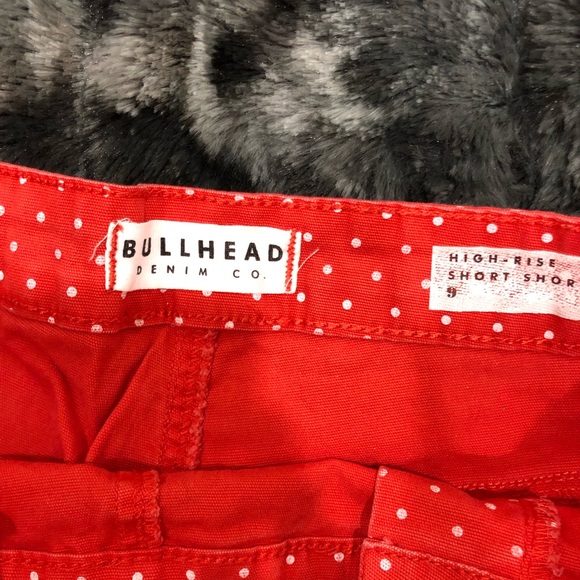 BULLHEAD
DENIM CO.
HIGH-RISE
SHORT SHOR
9